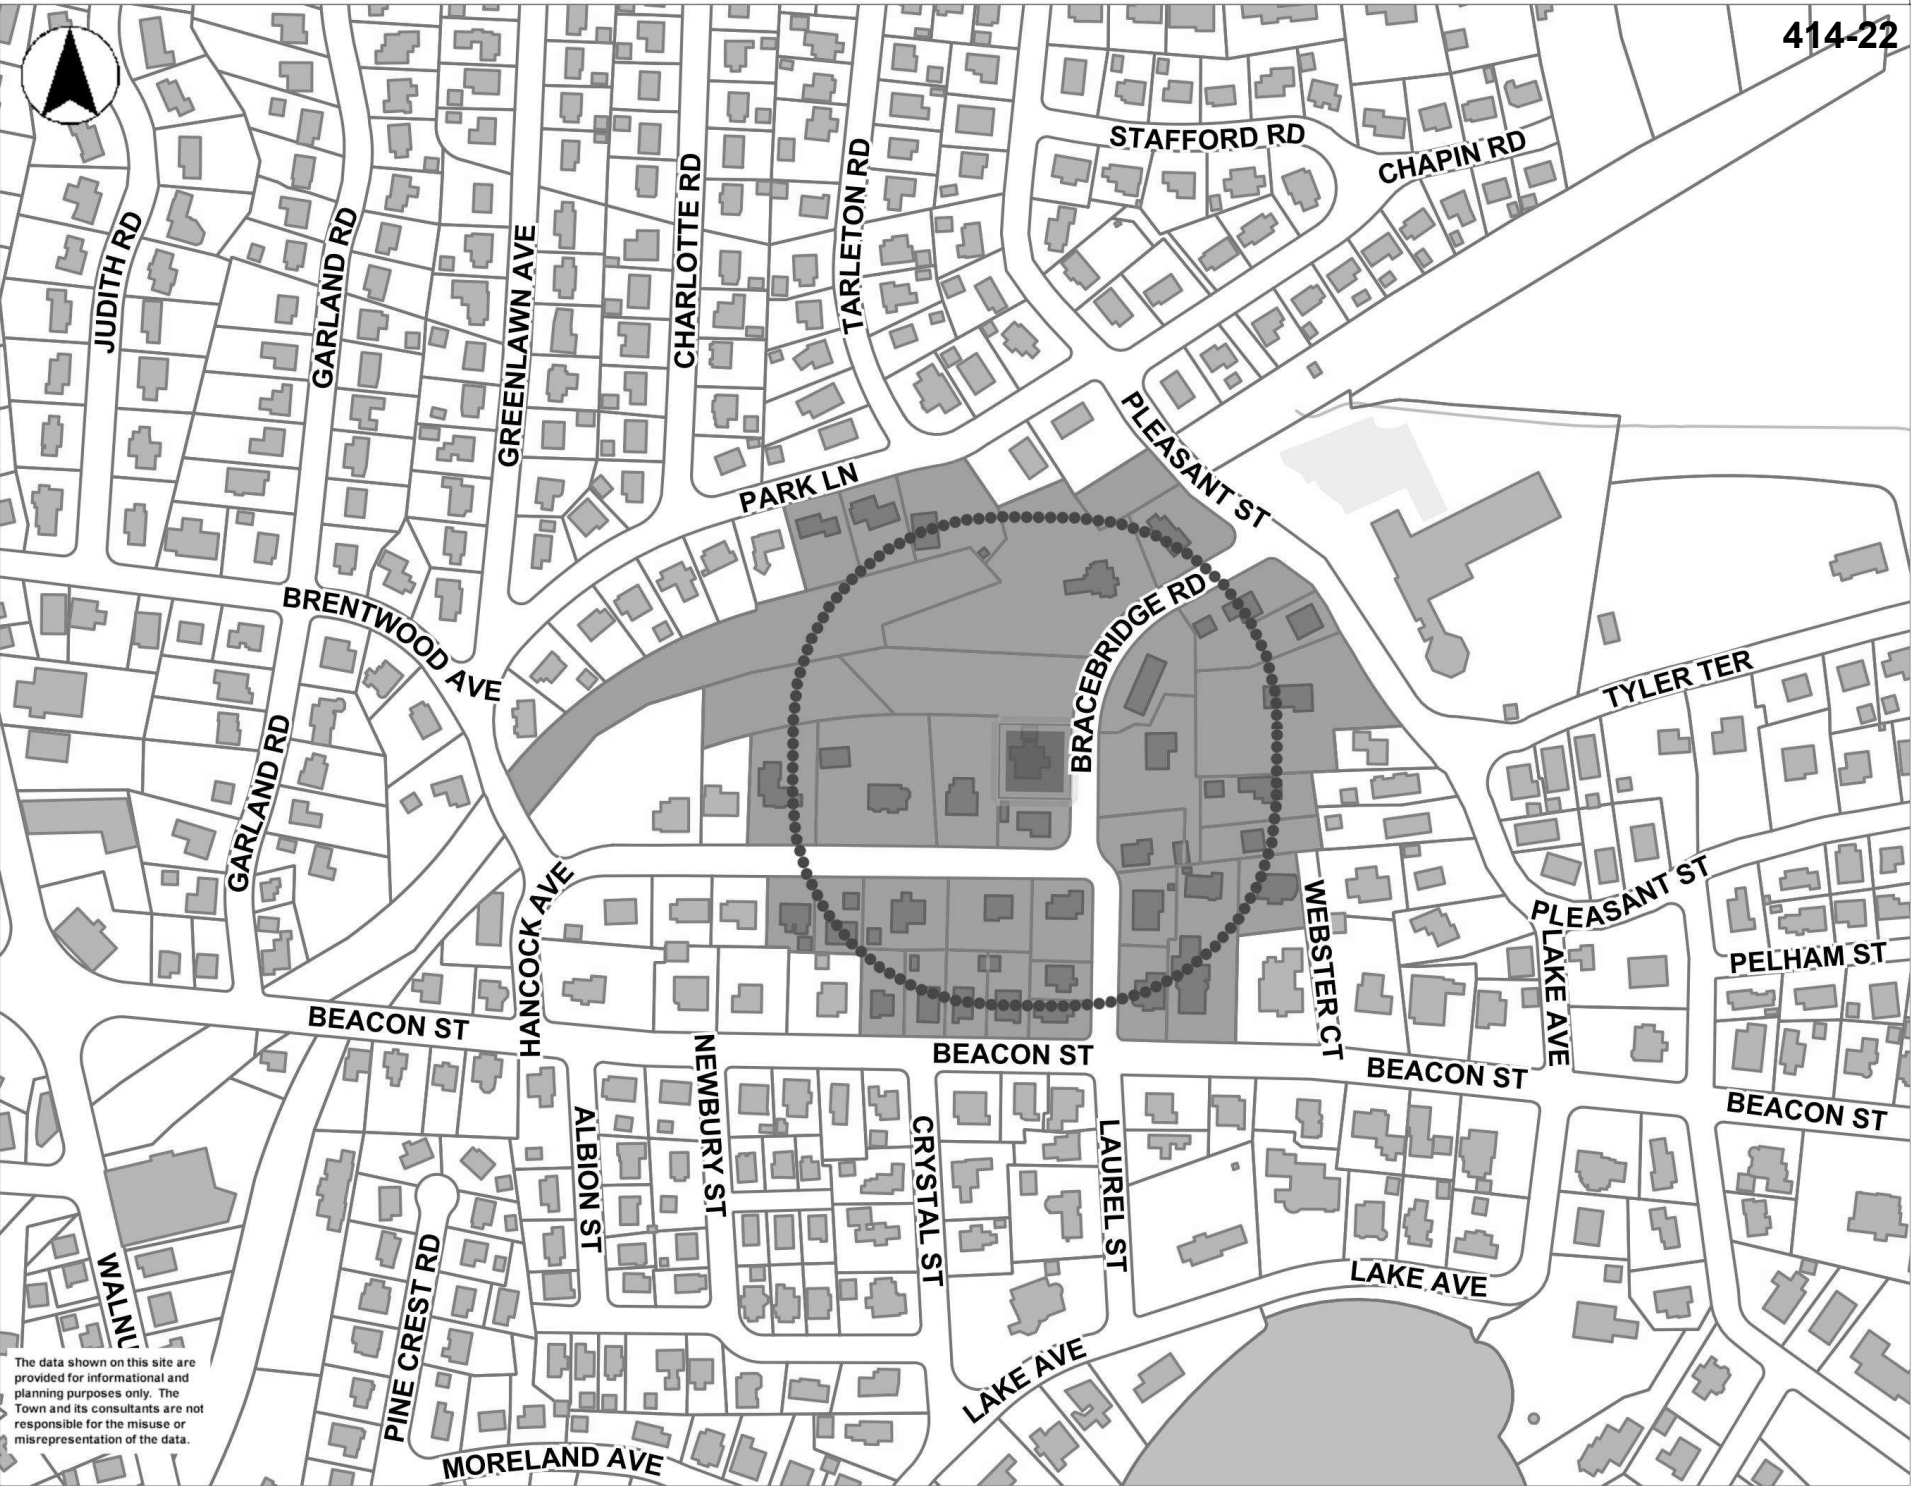 414-22
STAFFORD RD
CHAPIN RD
JUDITH RD
GARLAND RD
GREENLAWN AVE
CHARLOTTE RD
TARLETON RD
PLEASANT ST
PARK LN
BRENTWOOD AVE
BRACEBRIDGE RD
TYLER TER
GARLAND RD
HANCOCK AVE
WEBSTER CT
PLEASANT ST
LAKE AVE
PELHAM ST
BEACON ST
BEACON ST
BEACON ST
BEACON ST
ALBION ST
NEWBURY ST
CRYSTAL ST
LAUREL ST
LAKE AVE
WALNU
PINE CREST RD
LAKE AVE
MORELAND AVE
The data shown on this site are
provided for informational and
planning purposes only. The
Town and its consultants are not
responsible for the misuse or
misrepresentation of the data.